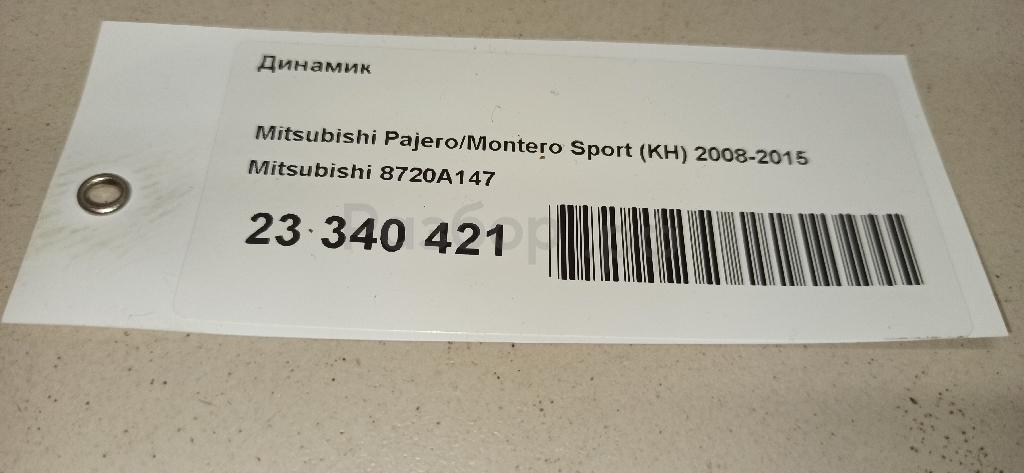 Динамик
Mitsubishi Pajero/Montero Sport (KH) 2008-2015
Mitsubishi 8720A147
23 340 421